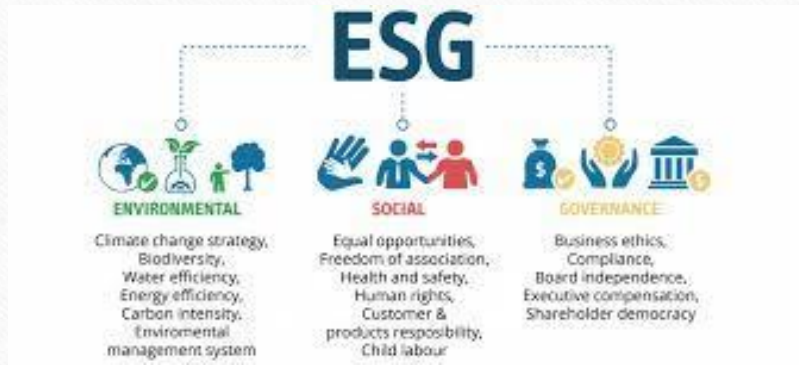 ESG
ENVIRONMENTAL
Climate change strategy,
Biodiversity,
Water efficiency,
Energy efficiency,
Carbon intensity,
Enviromental
management system
SOCIAL
Equal opportunities,
Freedom of association,
Health and safety,
Human rights,
Customer &
products resposibility,
Child labour
GOVERNANCE
Business ethics,
Compliance,
Board independence,
Executive compensation,
Shareholder democracy